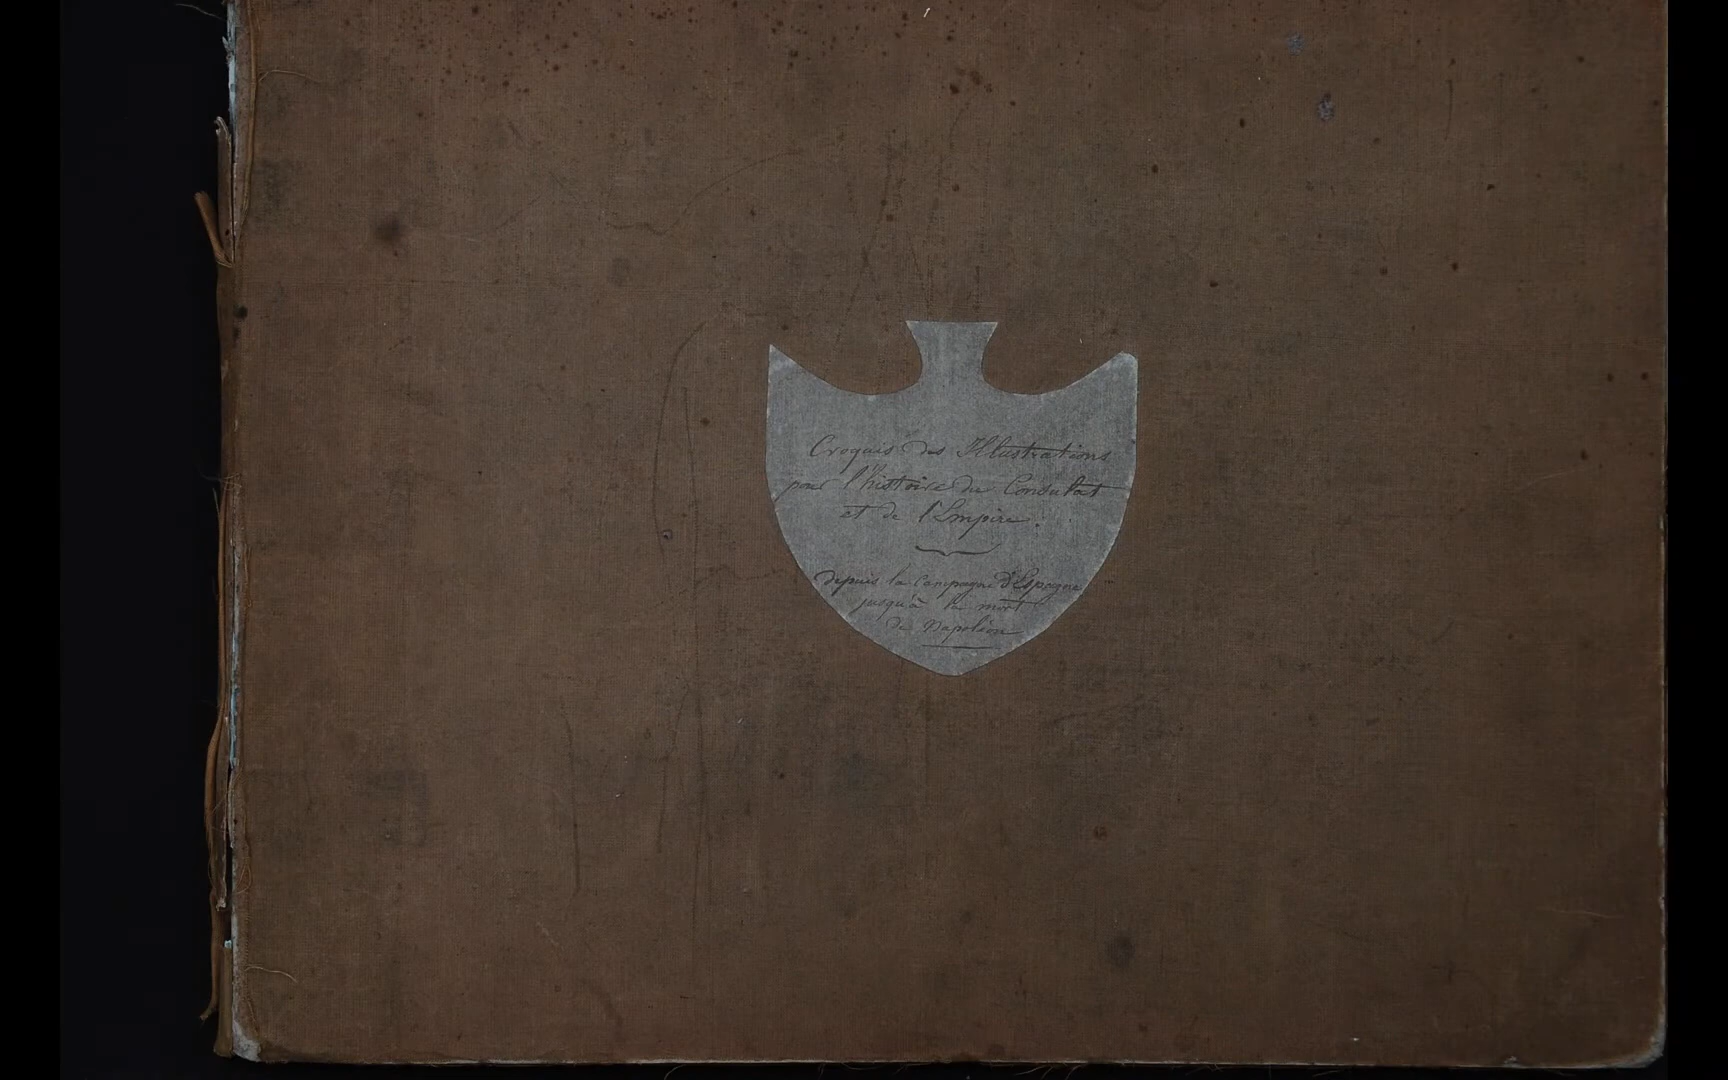 Croquis des Illustrations
pour l'histoire du Consulat
et de l'Empire.
depuis la Campagne d'Espagne
jusqu'à la mort
de Napoléon